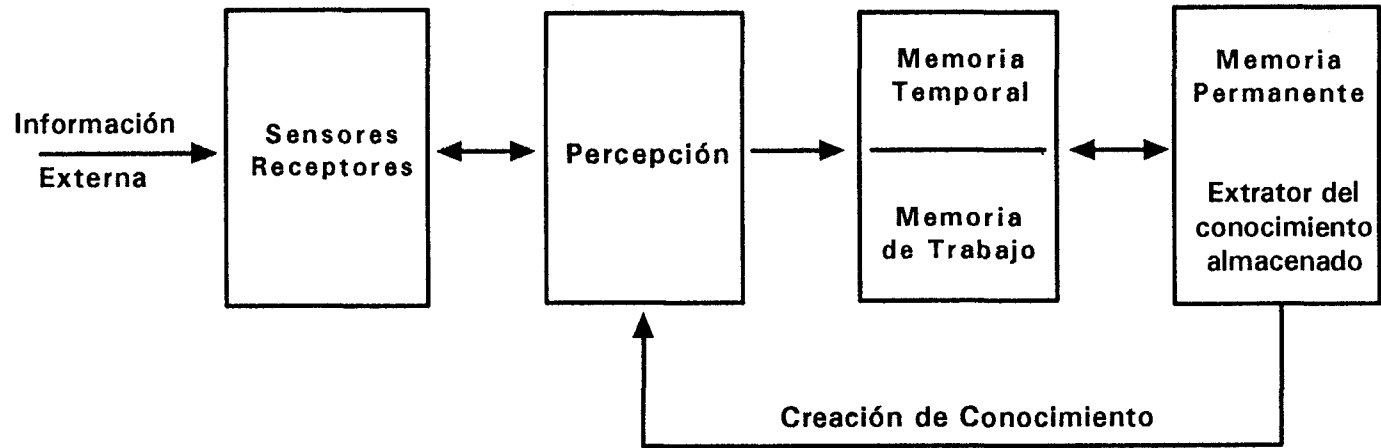 Información
Externa
Sensores
Receptores
Percepción
Memoria
Temporal
Memoria
de Trabajo
Memoria
Permanente
Extrator del
conocimiento
almacenado
Creación de Conocimiento